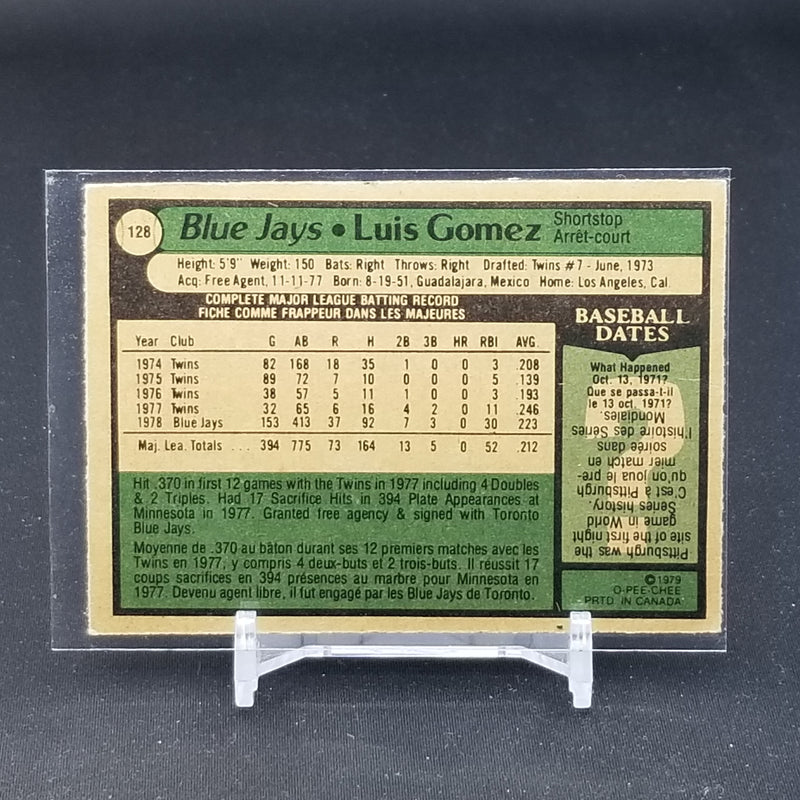 128
Blue Jays • Luis Gomez
Shortstop
Arrêt-court
Height: 5'9" Weight: 150 Bats: Right Throws: Right Drafted: Twins #7 - June, 1973
Acq: Free Agent, 11-11-77 Born: 8-19-51, Guadalajara, Mexico Home: Los Angeles, Cal.
COMPLETE MAJOR LEAGUE BATTING RECORD
FICHE COMME FRAPPEUR DANS LES MAJEURES
Year Club G AB R H 2B 3B HR RBI AVG.
1974 Twins 82 168 18 35 1 0 0 3 .208
1975 Twins 89 72 7 10 0 0 0 5 .139
1976 Twins 38 57 5 11 1 0 0 3 .193
1977 Twins 32 65 6 16 4 2 0 11 .246
1978 Blue Jays 153 413 37 92 7 3 0 30 .223
Maj. Lea. Totals ... 394 775 73 164 13 5 0 52 .212
Hit .370 in first 12 games with the Twins in 1977 including 4 Doubles
& 2 Triples. Had 17 Sacrifice Hits in 394 Plate Appearances at
Minnesota in 1977. Granted free agency & signed with Toronto
Blue Jays.
Moyenne de .370 au bâton durant ses 12 premiers matches avec les
Twins en 1977, y compris 4 deux-buts et 2 trois-buts. Il réussit 17
coups sacrifices en 394 présences au marbre pour Minnesota en
1977. Devenu agent libre, il fut engagé par les Blue Jays de Toronto.
BASEBALL
DATES
What Happened
Oct. 13, 1971?
Que se passa-t-il
le 13 oct. 1971?
Pittsburgh was the
site of the first night
game in World
Series history.
C'est à Pittsburgh
qu'on joua le pre-
mier match en
soirée dans
l'histoire des Séries
Mondiales.
©1979
O-PEE-CHEE
PRTD. IN CANADA